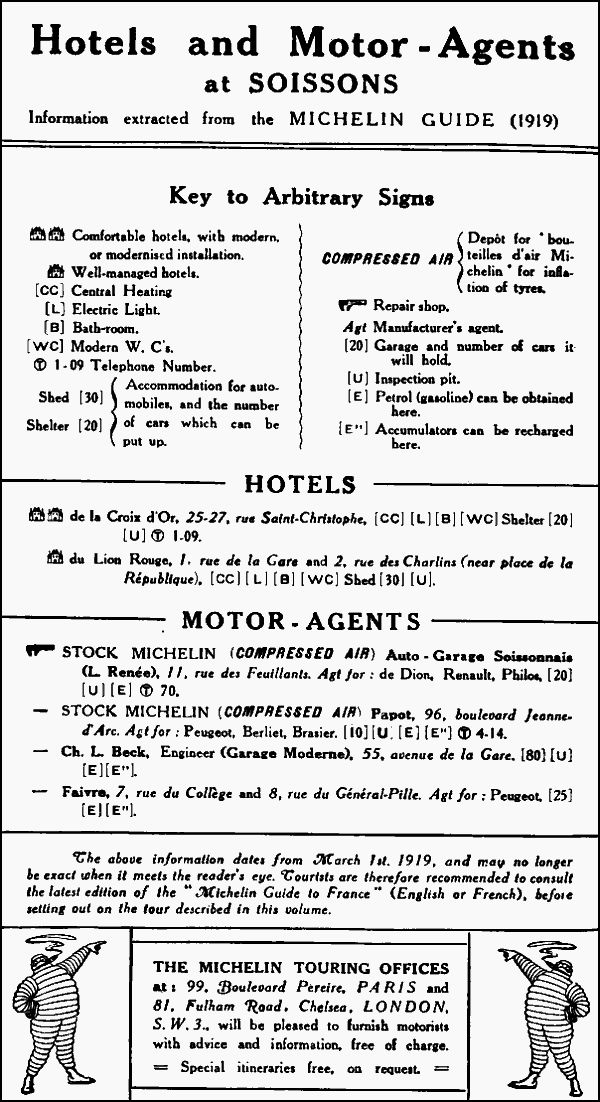 Hotels and Motor-Agents
at SOISSONS
Information extracted from the MICHELIN GUIDE (1919)
Key to Arbitrary Signs
Comfortable hotels, with modern,
or modernised installation.
Well-managed hotels.
[CC] Central Heating
[L] Electric Light.
[B] Bath-room.
[WC] Modern W. C's.
Ⓣ 1-09 Telephone Number.
Shed [30]
Shelter [20]
Accommodation for auto-
mobiles, and the number
of cars which can be
put up.
COMPRESSED AIR
Depôt for "bou-
teilles d'air Mi-
chelin" for infla-
tion of tyres.
Repair shop.
Agt Manufacturer's agent.
[20] Garage and number of cars it
will hold.
[U] Inspection pit.
[E] Petrol (gasoline) can be obtained
here.
[E"] Accumulators can be recharged
here.
HOTELS
de la Croix d'Or, 25-27, rue Saint-Christophe, [CC] [L] [B] [WC] Shelter [20]
[U] Ⓣ 1-09.
du Lion Rouge, 1, rue de la Gare and 2, rue des Charlins (near place de la
République), [CC] [L] [B] [WC] Shed [30] [U].
MOTOR-AGENTS
STOCK MICHELIN (COMPRESSED AIR) Auto-Garage Soissonnais
(L. Renée), 11, rue des Feuillants. Agt for: de Dion, Renault, Philos, [20]
[U] [E] Ⓣ 70.
— STOCK MICHELIN (COMPRESSED AIR) Papot, 96, boulevard Jeanne-
d'Arc. Agt for: Peugeot, Berliet, Brasier. [10] [U. [E] [E"] Ⓣ 4-14.
— Ch. L. Beck, Engineer (Garage Moderne), 55, avenue de la Gare. [80] [U]
[E] [E"].
— Faivre, 7, rue du Collège and 8, rue du Général-Pille. Agt for: Peugeot, [25]
[E] [E"].
The above information dates from March 1st. 1919, and may no longer
be exact when it meets the reader's eye. Tourists are therefore recommended to consult
the latest edition of the "Michelin Guide to France" (English or French), before
setting out on the tour described in this volume.
THE MICHELIN TOURING OFFICES
at: 99, Boulevard Pereire, PARIS and
81, Fulham Road, Chelsea, LONDON,
S.W.3., will be pleased to furnish motorists
with advice and information, free of charge.
= Special itineraries free, on request. =